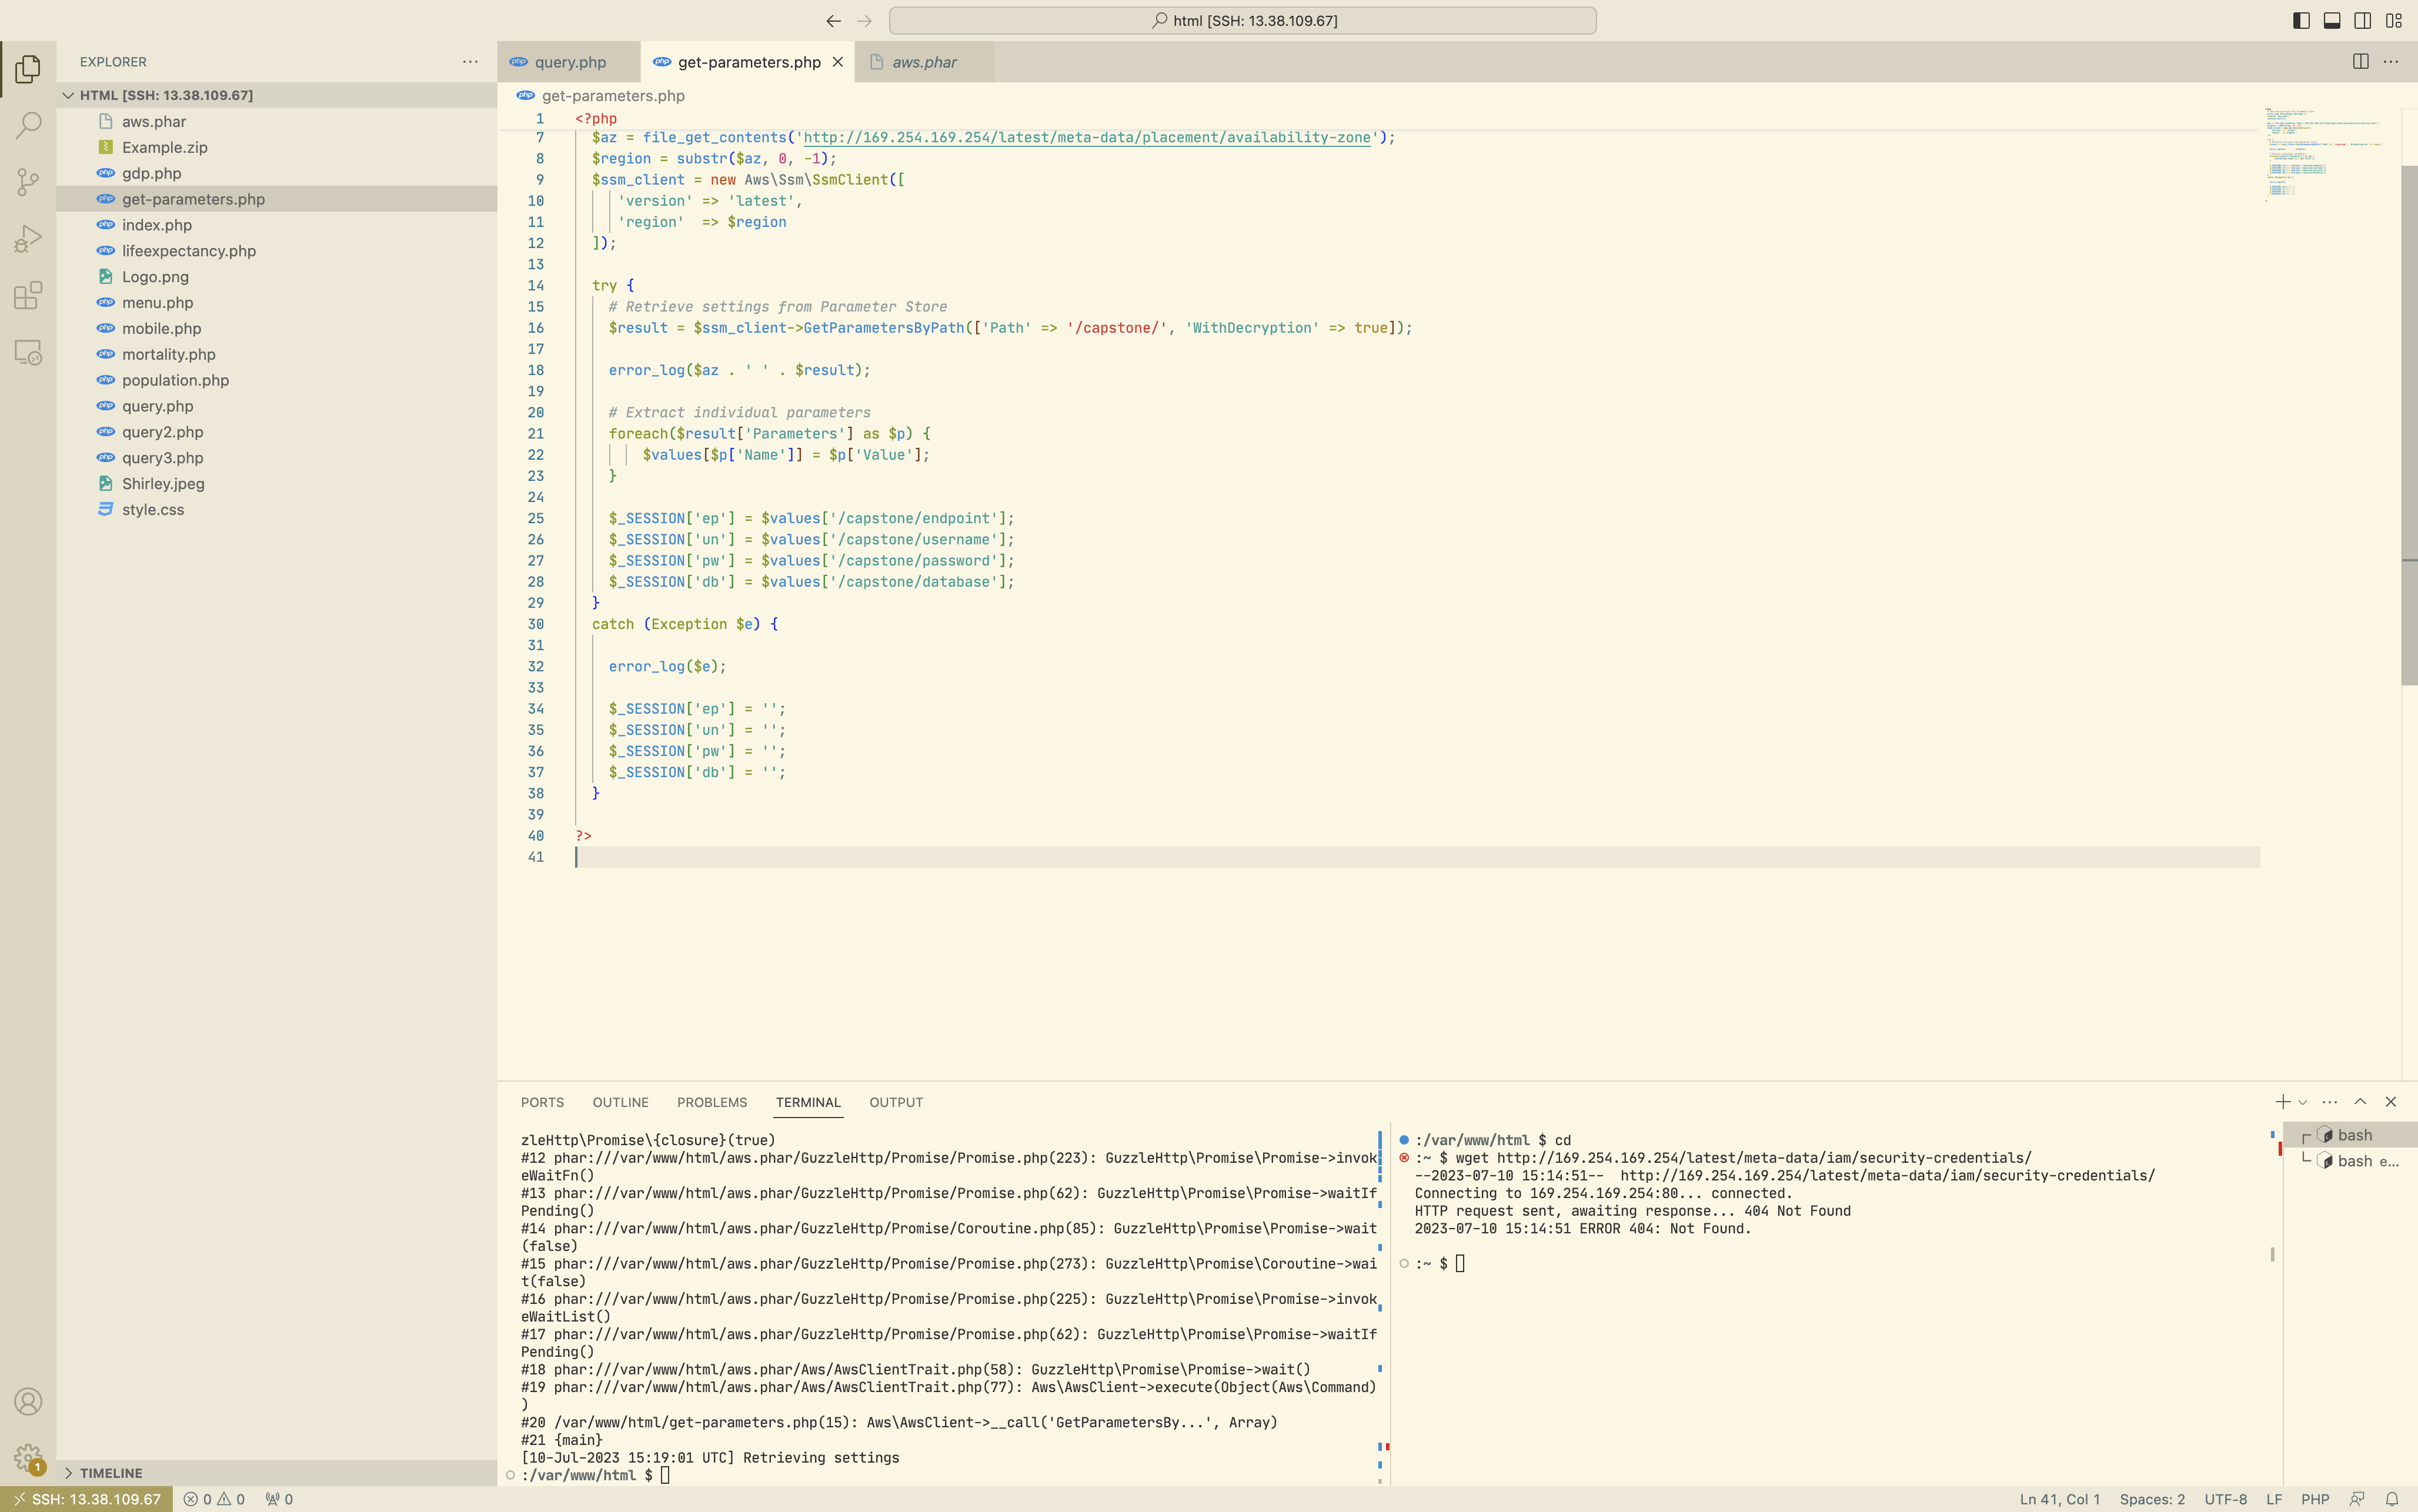 html [SSH: 13.38.109.67]
EXPLORER
HTML [SSH: 13.38.109.67]
aws.phar
Example.zip
gdp.php
get-parameters.php
index.php
lifeexpectancy.php
Logo.png
menu.php
mobile.php
mortality.php
population.php
query.php
query2.php
query3.php
Shirley.jpeg
style.css
TIMELINE
query.php
get-parameters.php
aws.phar
get-parameters.php
1 <?php
7 $az = file_get_contents('http://169.254.169.254/latest/meta-data/placement/availability-zone');
8 $region = substr($az, 0, -1);
9 $ssm_client = new Aws\Ssm\SsmClient([
10 'version' => 'latest',
11 'region'  => $region
12 ]);
13
14 try {
15 # Retrieve settings from Parameter Store
16 $result = $ssm_client->GetParametersByPath(['Path' => '/capstone/', 'WithDecryption' => true]);
17
18 error_log($az . ' ' . $result);
19
20 # Extract individual parameters
21 foreach($result['Parameters'] as $p) {
22 $values[$p['Name']] = $p['Value'];
23 }
24
25 $_SESSION['ep'] = $values['/capstone/endpoint'];
26 $_SESSION['un'] = $values['/capstone/username'];
27 $_SESSION['pw'] = $values['/capstone/password'];
28 $_SESSION['db'] = $values['/capstone/database'];
29 }
30 catch (Exception $e) {
31
32 error_log($e);
33
34 $_SESSION['ep'] = '';
35 $_SESSION['un'] = '';
36 $_SESSION['pw'] = '';
37 $_SESSION['db'] = '';
38 }
39
40 ?>
41
PORTS OUTLINE PROBLEMS TERMINAL OUTPUT
zleHttp\Promise\{closure}(true)
#12 phar:///var/www/html/aws.phar/GuzzleHttp/Promise/Promise.php(223): GuzzleHttp\Promise\Promise->invok
eWaitFn()
#13 phar:///var/www/html/aws.phar/GuzzleHttp/Promise/Promise.php(62): GuzzleHttp\Promise\Promise->waitIf
Pending()
#14 phar:///var/www/html/aws.phar/GuzzleHttp/Promise/Coroutine.php(85): GuzzleHttp\Promise\Promise->wait
(false)
#15 phar:///var/www/html/aws.phar/GuzzleHttp/Promise/Promise.php(273): GuzzleHttp\Promise\Coroutine->wai
t(false)
#16 phar:///var/www/html/aws.phar/GuzzleHttp/Promise/Promise.php(225): GuzzleHttp\Promise\Promise->invok
eWaitList()
#17 phar:///var/www/html/aws.phar/GuzzleHttp/Promise/Promise.php(62): GuzzleHttp\Promise\Promise->waitIf
Pending()
#18 phar:///var/www/html/aws.phar/Aws/AwsClientTrait.php(58): GuzzleHttp\Promise\Promise->wait()
#19 phar:///var/www/html/aws.phar/Aws/AwsClientTrait.php(77): Aws\AwsClient->execute(Object(Aws\Command)
)
#20 /var/www/html/get-parameters.php(15): Aws\AwsClient->__call('GetParametersBy...', Array)
#21 {main}
[10-Jul-2023 15:19:01 UTC] Retrieving settings
:/var/www/html $
:/var/www/html $ cd
:~ $ wget http://169.254.169.254/latest/meta-data/iam/security-credentials/
--2023-07-10 15:14:51--  http://169.254.169.254/latest/meta-data/iam/security-credentials/
Connecting to 169.254.169.254:80... connected.
HTTP request sent, awaiting response... 404 Not Found
2023-07-10 15:14:51 ERROR 404: Not Found.
:~ $
bash
bash e...
1
SSH: 13.38.109.67 0 0 0 Ln 41, Col 1 Spaces: 2 UTF-8 LF PHP